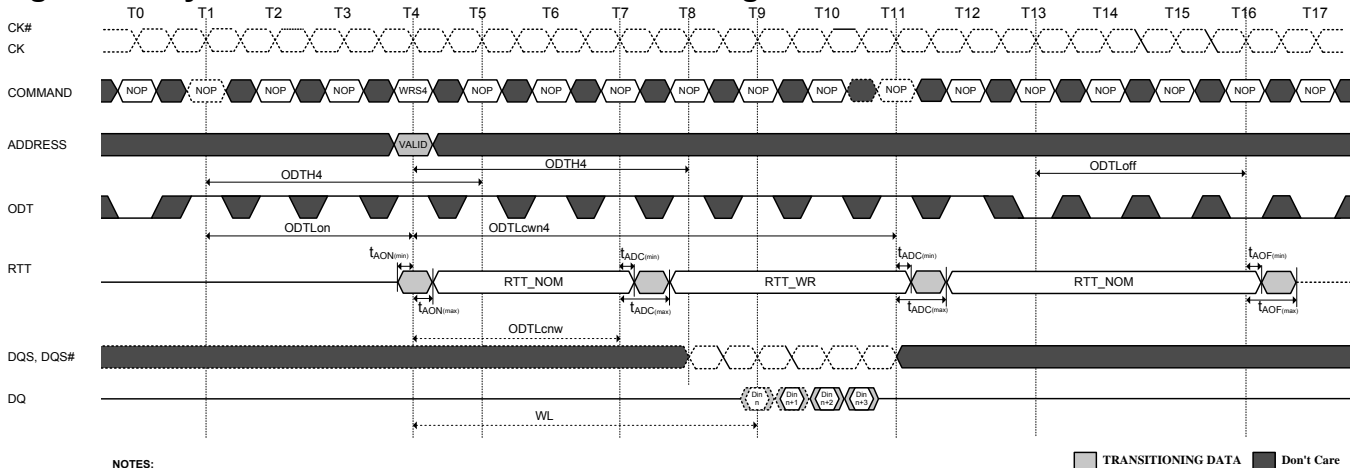 T0 T1 T2 T3 T4 T5 T6 T7 T8 T9 T10 T11 T12 T13 T14 T15 T16 T17
CK#
CK
COMMAND NOP NOP NOP NOP WRS4 NOP NOP NOP NOP NOP NOP NOP NOP NOP NOP NOP NOP NOP
ADDRESS VALID
ODTH4 ODTLoff
ODTH4
ODT
ODTLon ODTLcwn4
tAON(min) tADC(min) tADC(min) tAOF(min)
RTT RTT_NOM RTT_WR RTT_NOM
tAON(max) tADC(max) tADC(max) tAOF(max)
ODTLcnw
DQS, DQS#
DQ Din n Din n+1 Din n+2 Din n+3
WL
NOTES: TRANSITIONING DATA Don't Care